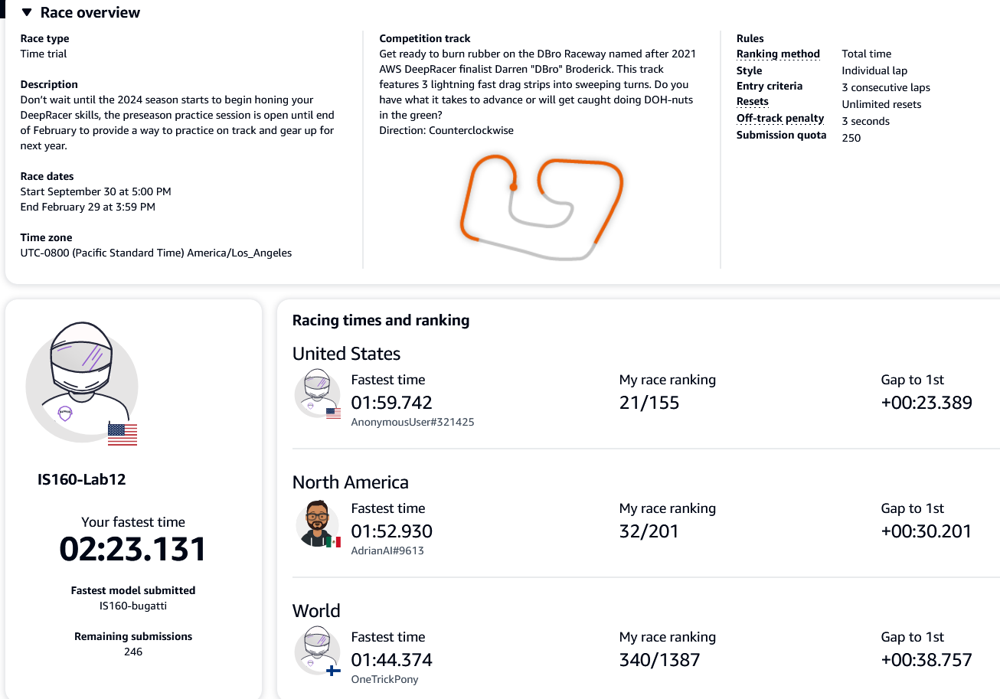 Race overview
Race type
Time trial
Description
Don't wait until the 2024 season starts to begin honing your
DeepRacer skills, the preseason practice session is open until end
of February to provide a way to practice on track and gear up for
next year.
Race dates
Start September 30 at 5:00 PM
End February 29 at 3:59 PM
Time zone
UTC-0800 (Pacific Standard Time) America/Los_Angeles
Competition track
Get ready to burn rubber on the DBro Raceway named after 2021
AWS DeepRacer finalist Darren "DBro" Broderick. This track
features 3 lightning fast drag strips into sweeping turns. Do you
have what it takes to advance or will get caught doing DOH-nuts
in the green?
Direction: Counterclockwise
Rules
Ranking method Total time
Style Individual lap
Entry criteria 3 consecutive laps
Resets Unlimited resets
Off-track penalty 3 seconds
Submission quota 250
IS160-Lab12
Your fastest time
02:23.131
Fastest model submitted
IS160-bugatti
Remaining submissions
246
Racing times and ranking
United States
Fastest time My race ranking Gap to 1st
01:59.742 21/155 +00:23.389
AnonymousUser#321425
North America
Fastest time My race ranking Gap to 1st
01:52.930 32/201 +00:30.201
AdrianAI#9613
World
Fastest time My race ranking Gap to 1st
01:44.374 340/1387 +00:38.757
OneTrickPony